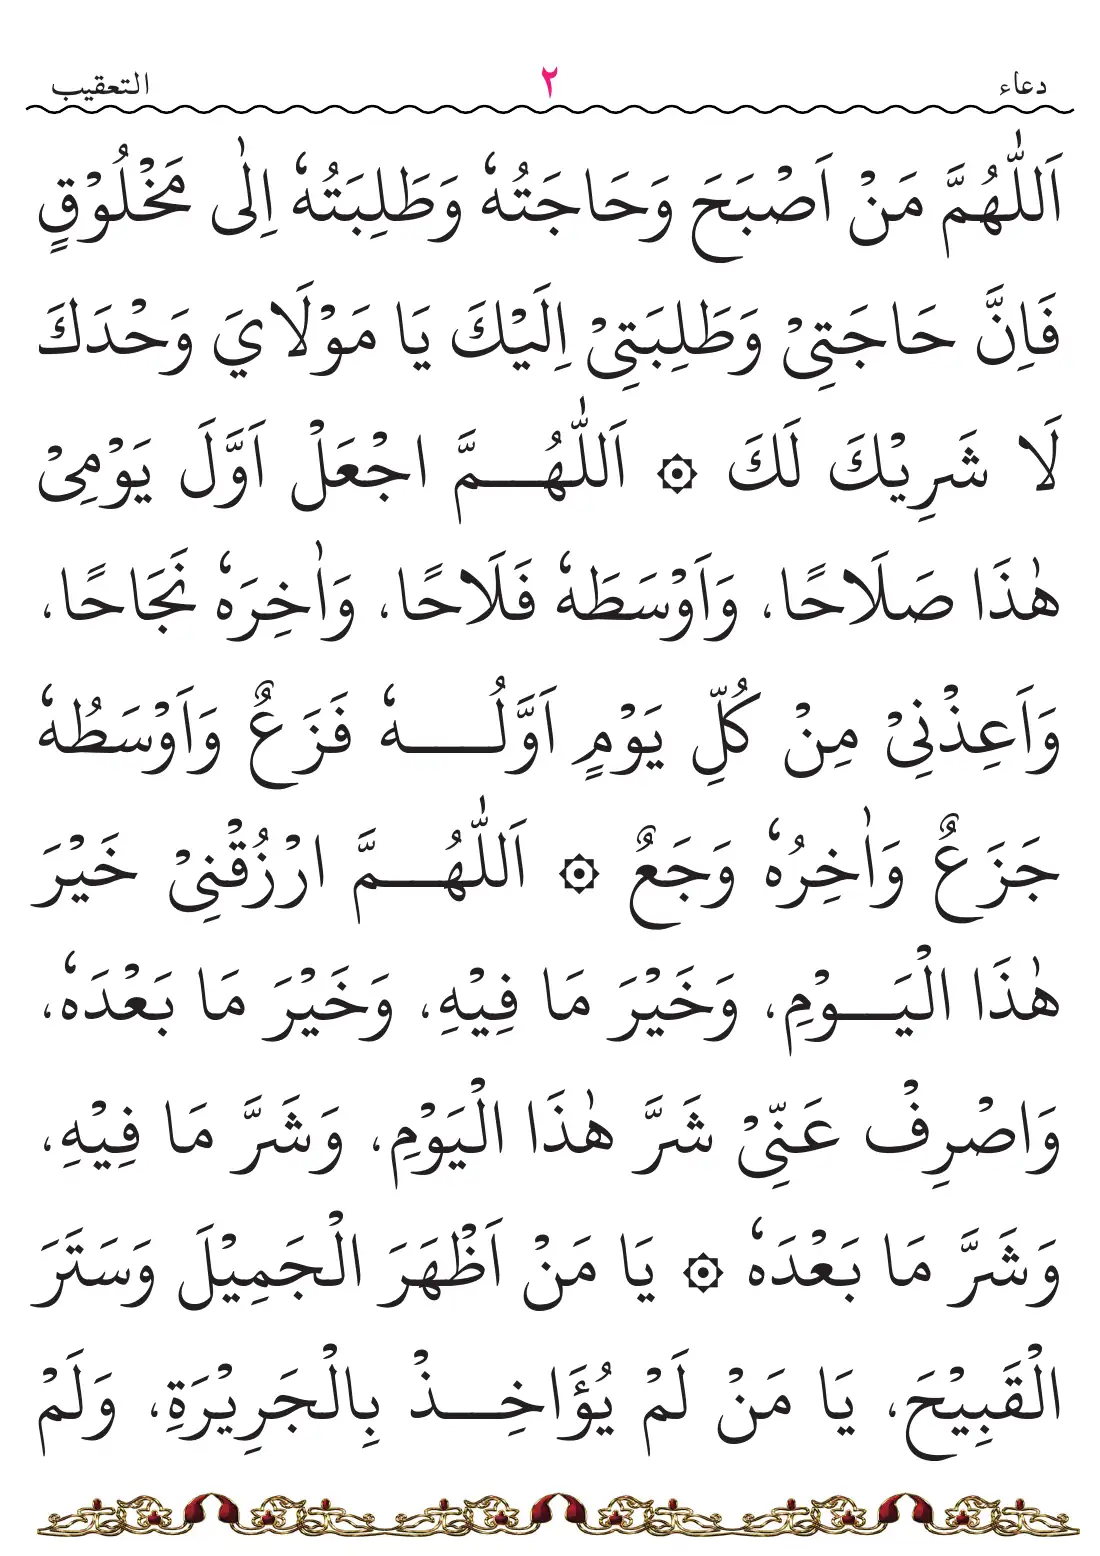 دعاء ٢ التعقيب
اَللّٰهُمَّ مَنْ اَصْبَحَ وَحَاجَتُهٗ وَطَلِبَتُهٗ اِلٰى مَخْلُوْقٍ
فَاِنَّ حَاجَتِيْ وَطَلِبَتِيْ اِلَيْكَ يَا مَوْلَايَ وَحْدَكَ
لَا شَرِيْكَ لَكَ ۞ اَللّٰهُمَّ اجْعَلْ اَوَّلَ يَوْمِيْ
هٰذَا صَلَاحًا، وَاَوْسَطَهٗ فَلَاحًا، وَاٰخِرَهٗ نَجَاحًا،
وَاَعِذْنِيْ مِنْ كُلِّ يَوْمٍ اَوَّلُهٗ فَزَعٌ وَاَوْسَطُهٗ
جَزَعٌ وَاٰخِرُهٗ وَجَعٌ ۞ اَللّٰهُمَّ ارْزُقْنِيْ خَيْرَ
هٰذَا الْيَوْمِ، وَخَيْرَ مَا فِيْهِ، وَخَيْرَ مَا بَعْدَهٗ،
وَاصْرِفْ عَنِّيْ شَرَّ هٰذَا الْيَوْمِ، وَشَرَّ مَا فِيْهِ،
وَشَرَّ مَا بَعْدَهٗ ۞ يَا مَنْ اَظْهَرَ الْجَمِيْلَ وَسَتَرَ
الْقَبِيْحَ، يَا مَنْ لَمْ يُؤَاخِذْ بِالْجَرِيْرَةِ، وَلَمْ